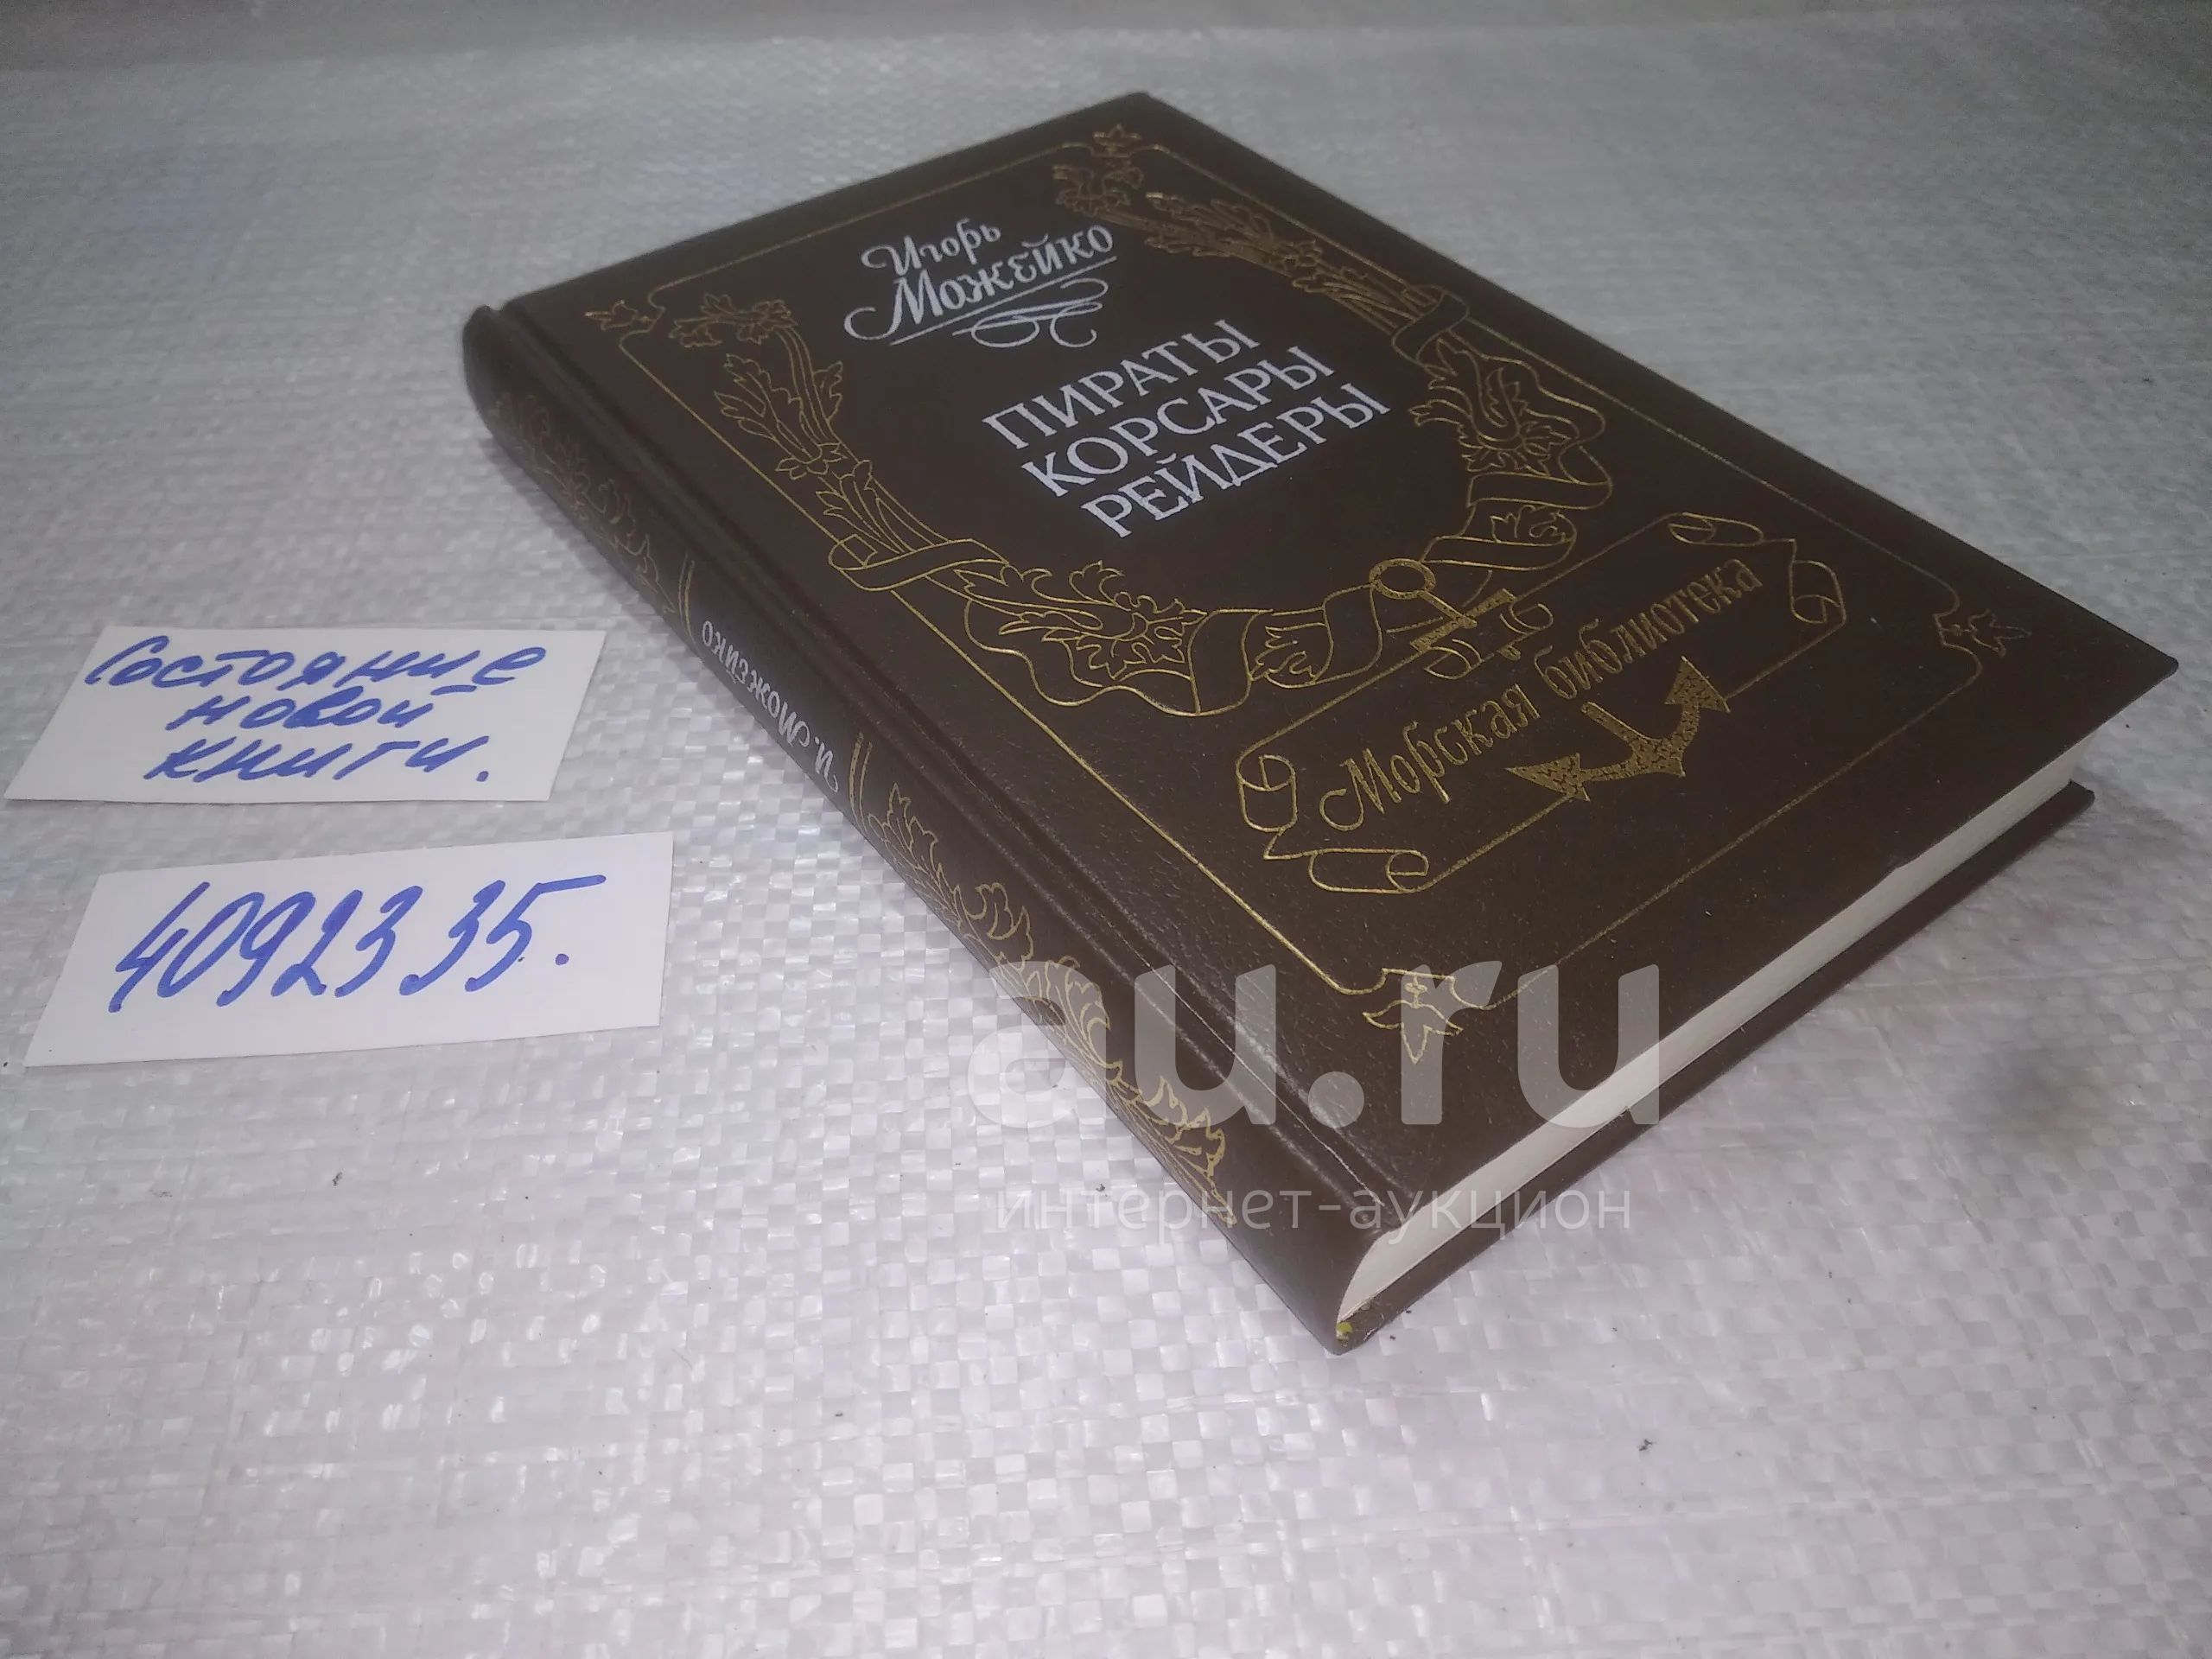 Игорь
Можейко
ПИРАТЫ
КОРСАРЫ
РЕЙДЕРЫ
Морская библиотека
И. Можейко
Состояние
новой
книги.
4092335.
au.ru
интернет-аукцион